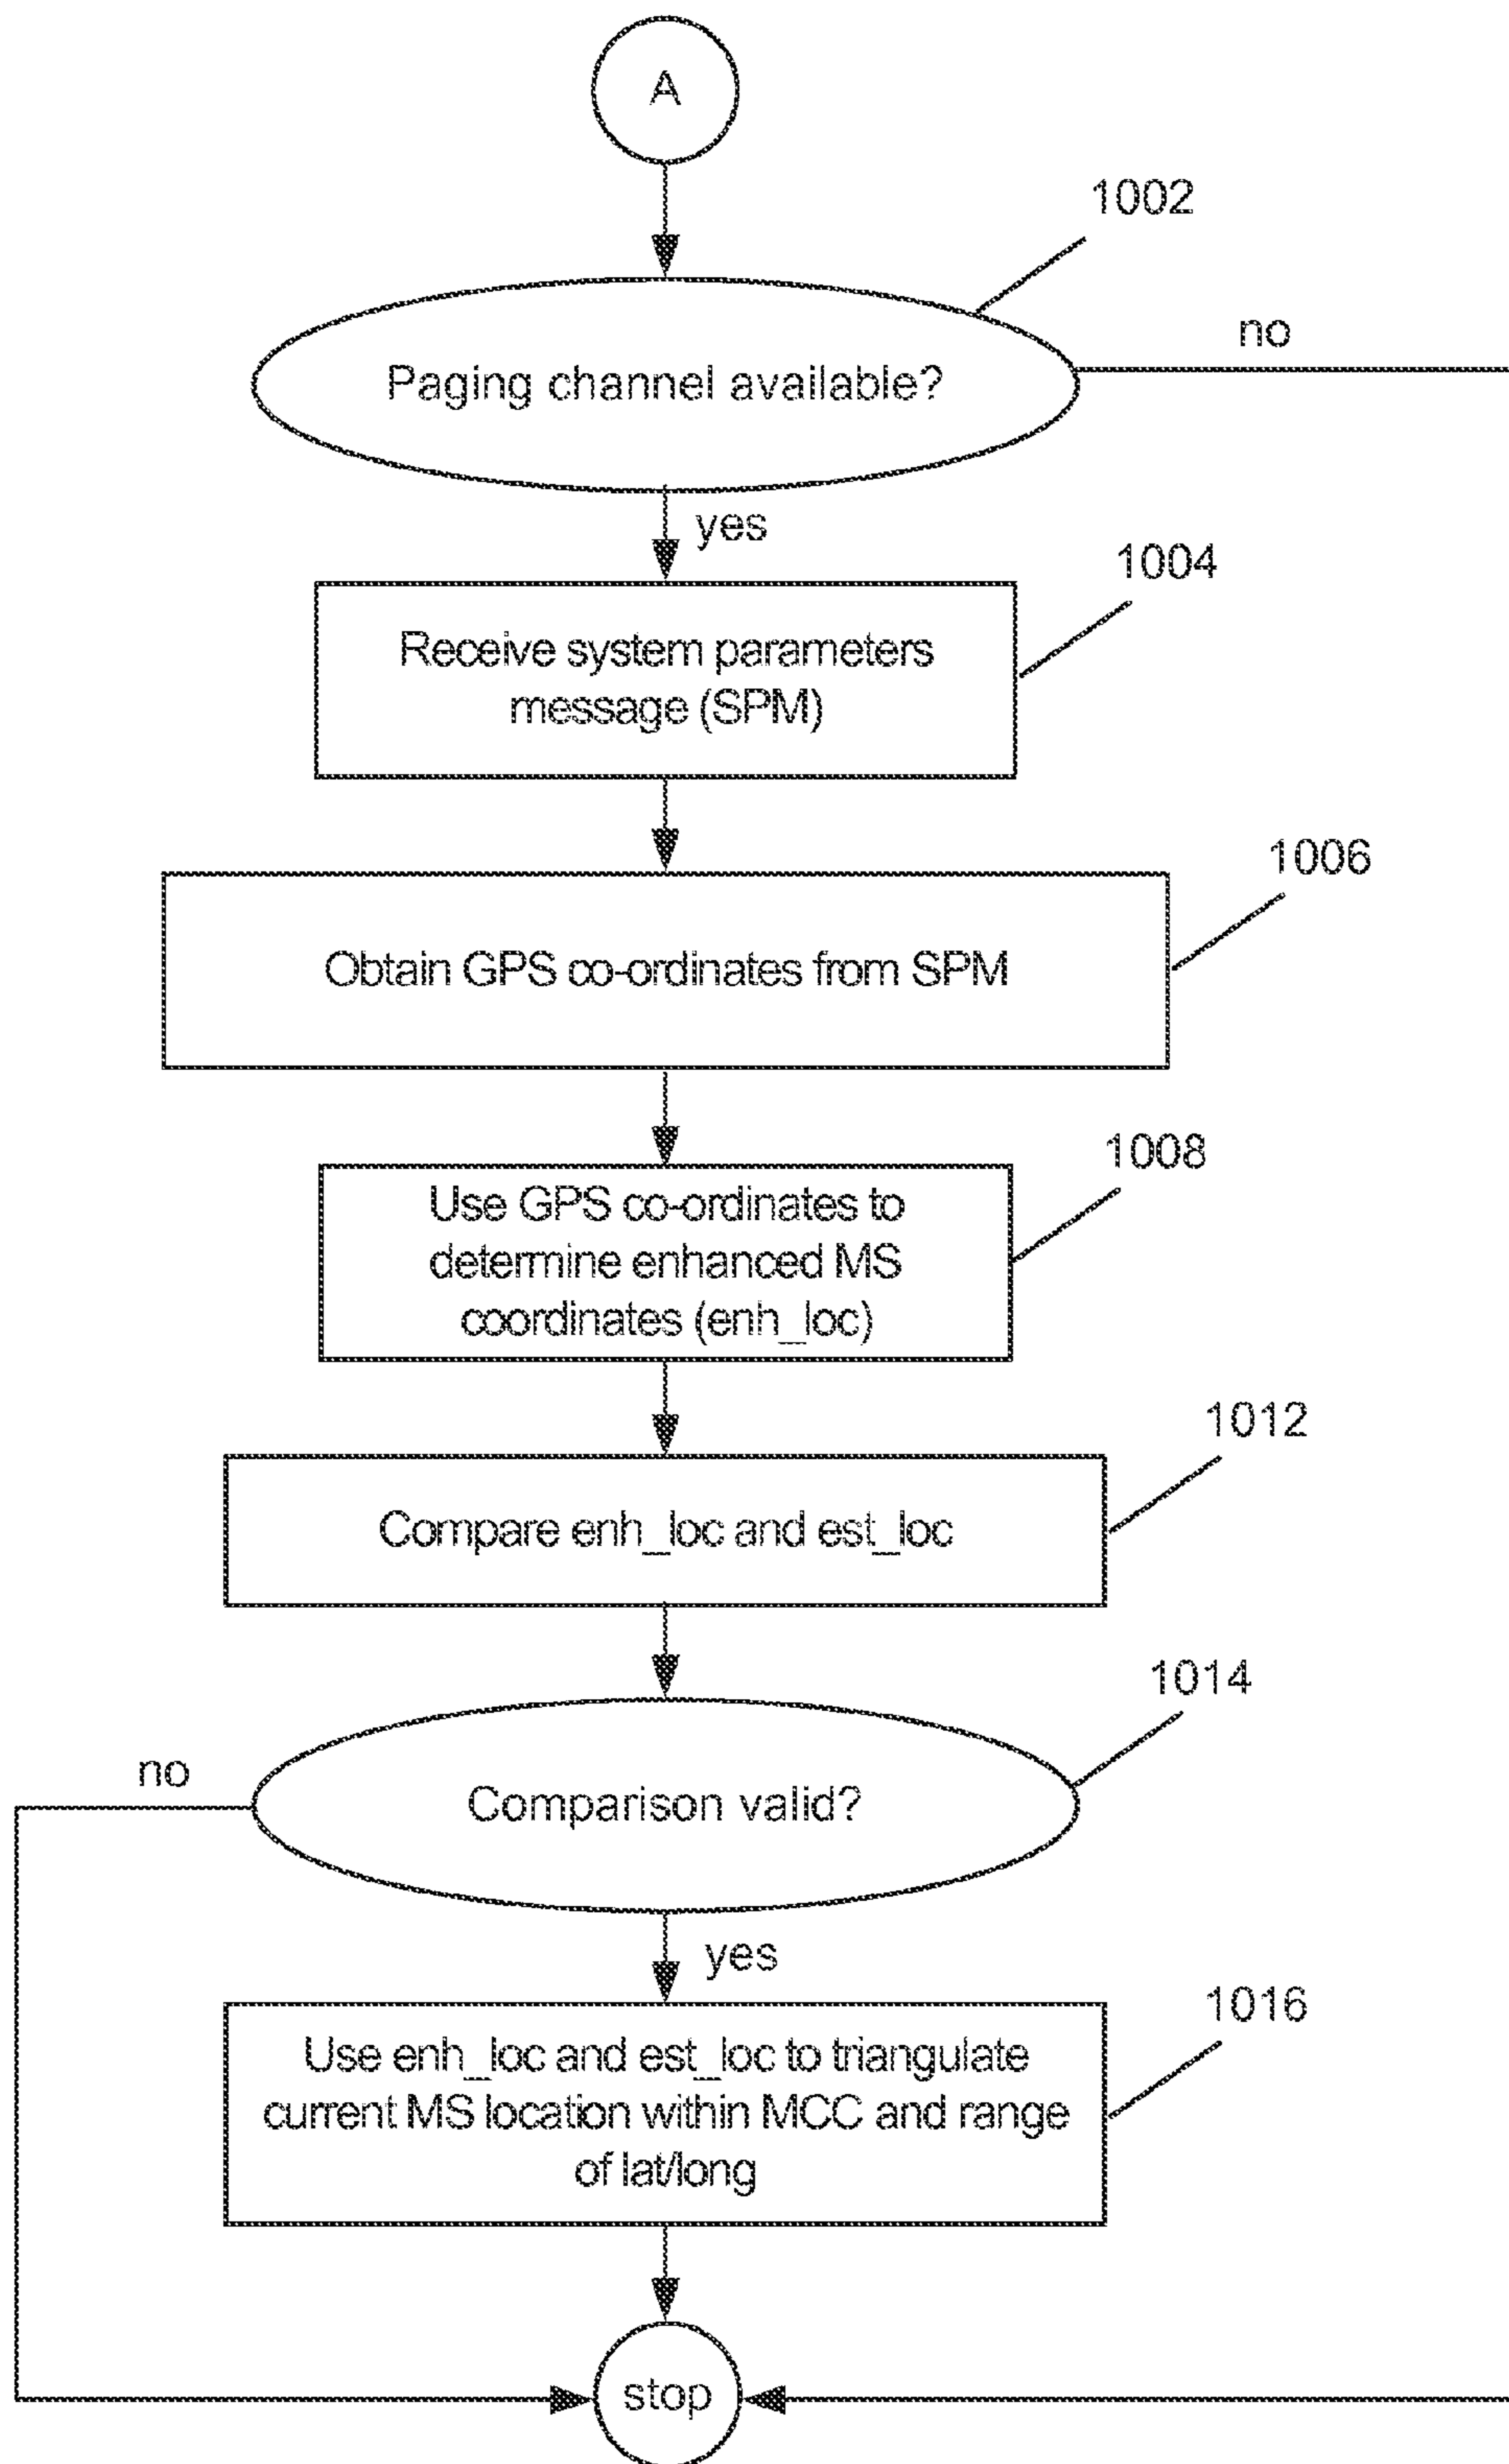 A
1002
Paging channel available?
no
yes
1004
Receive system parameters
message (SPM)
1006
Obtain GPS co-ordinates from SPM
1008
Use GPS co-ordinates to
determine enhanced MS
coordinates (enh_loc)
1012
Compare enh_loc and est_loc
1014
no
Comparison valid?
yes
1016
Use enh_loc and est_loc to triangulate
current MS location within MCC and range
of lat/long
stop